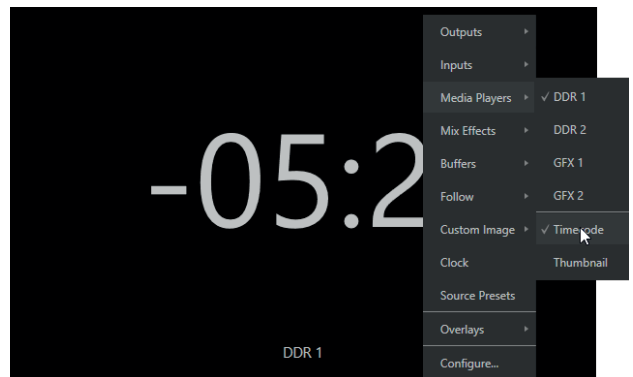 -05:2
DDR 1
Outputs
Inputs
Media Players
Mix Effects
Buffers
Follow
Custom Image
Clock
Source Presets
Overlays
Configure...
✓ DDR 1
DDR 2
GFX 1
GFX 2
✓ Timecode
Thumbnail